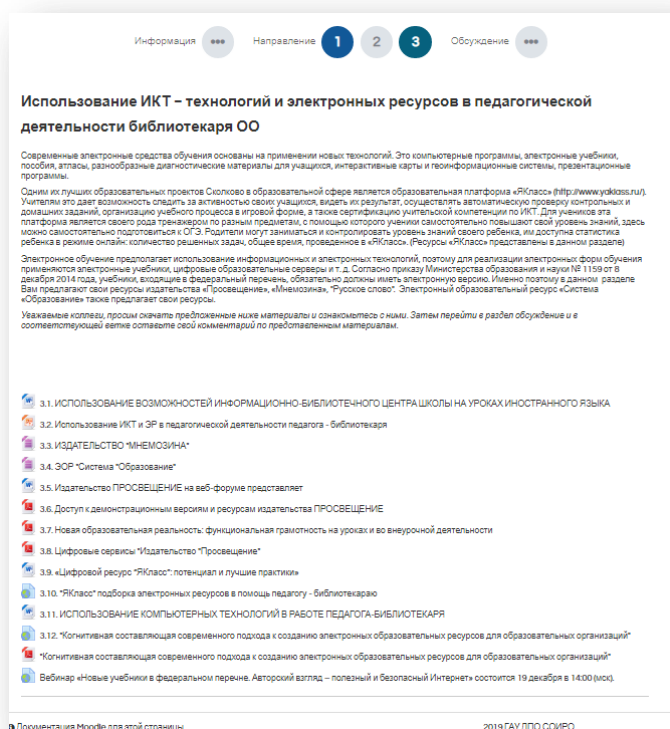 Информация
Направление 1 2 3
Обсуждение
Использование ИКТ – технологий и электронных ресурсов в педагогической
деятельности библиотекаря ОО
Современные электронные средства обучения основаны на применении новых технологий. Это компьютерные программы, электронные учебники,
пособия, атласы, разнообразные диагностические материалы для учащихся, интерактивные карты и геоинформационные системы, презентационные
программы.
Одним их лучших образовательных проектов Сколково в образовательной сфере является образовательная платформа «ЯКласс» (http://www.yaklass.ru/).
Учителям это дает возможность следить за активностью своих учащихся, видеть их результат, осуществлять автоматическую проверку контрольных и
домашних заданий, организацию учебного процесса в игровой форме, а также сертификацию учительской компетенции по ИКТ. Для учеников эта
платформа является своего рода тренажером по разным предметам, с помощью которого ученики самостоятельно повышают свой уровень знаний, здесь
можно самостоятельно подготовиться к ОГЭ. Родители могут заниматься и контролировать уровень знаний своего ребенка, им доступна статистика
ребенка в режиме онлайн: количество решенных задач, общее время, проведенное в «ЯКласс». (Ресурсы «ЯКласс» представлены в данном разделе)
Электронное обучение предполагает использование информационных и электронных технологий, поэтому для реализации электронных форм обучения
применяются электронные учебники, цифровые образовательные серверы и т. д. Согласно приказу Министерства образования и науки № 1159 от 8
декабря 2014 года, учебники, входящие в федеральный перечень, обязательно должны иметь электронную версию. Именно поэтому в данном разделе
Вам предлагают свои ресурсы издательства «Просвещение», «Мнемозина», "Русское слово". Электронный образовательный ресурс «Система
«Образование» также предлагает свои ресурсы.
Уважаемые коллеги, просим скачать предложенные ниже материалы и ознакомьтесь с ними. Затем перейти в раздел обсуждение и в
соответствующей ветке оставьте свой комментарий по представленным материалам.
3.1. ИСПОЛЬЗОВАНИЕ ВОЗМОЖНОСТЕЙ ИНФОРМАЦИОННО-БИБЛИОТЕЧНОГО ЦЕНТРА ШКОЛЫ НА УРОКАХ ИНОСТРАННОГО ЯЗЫКА
3.2. Использование ИКТ и ЭР в педагогической деятельности педагога - библиотекаря
3.3. ИЗДАТЕЛЬСТВО "МНЕМОЗИНА"
3.4. ЭОР "Система "Образование"
3.5. Издательство ПРОСВЕЩЕНИЕ на веб-форуме представляет
3.6. Доступ к демонстрационным версиям и ресурсам издательства ПРОСВЕЩЕНИЕ
3.7. Новая образовательная реальность: функциональная грамотность на уроках и во внеурочной деятельности
3.8. Цифровые сервисы "Издательство "Просвещение"
3.9. «Цифровой ресурс "ЯКласс": потенциал и лучшие практики»
3.10. "ЯКласс" подборка электронных ресурсов в помощь педагогу - библиотекараю
3.11. ИСПОЛЬЗОВАНИЕ КОМПЬЮТЕРНЫХ ТЕХНОЛОГИЙ В РАБОТЕ ПЕДАГОГА-БИБЛИОТЕКАРЯ
3.12. "Когнитивная составляющая современного подхода к созданию электронных образовательных ресурсов для образовательных организаций"
"Когнитивная составляющая современного подхода к созданию электронных образовательных ресурсов для образовательных организаций"
Вебинар «Новые учебники в федеральном перечне. Авторский взгляд – полезный и безопасный Интернет» состоится 19 декабря в 14:00 (мск).
Документация Moodle для этой страницы
2019 ГАУ ДПО СОИРО